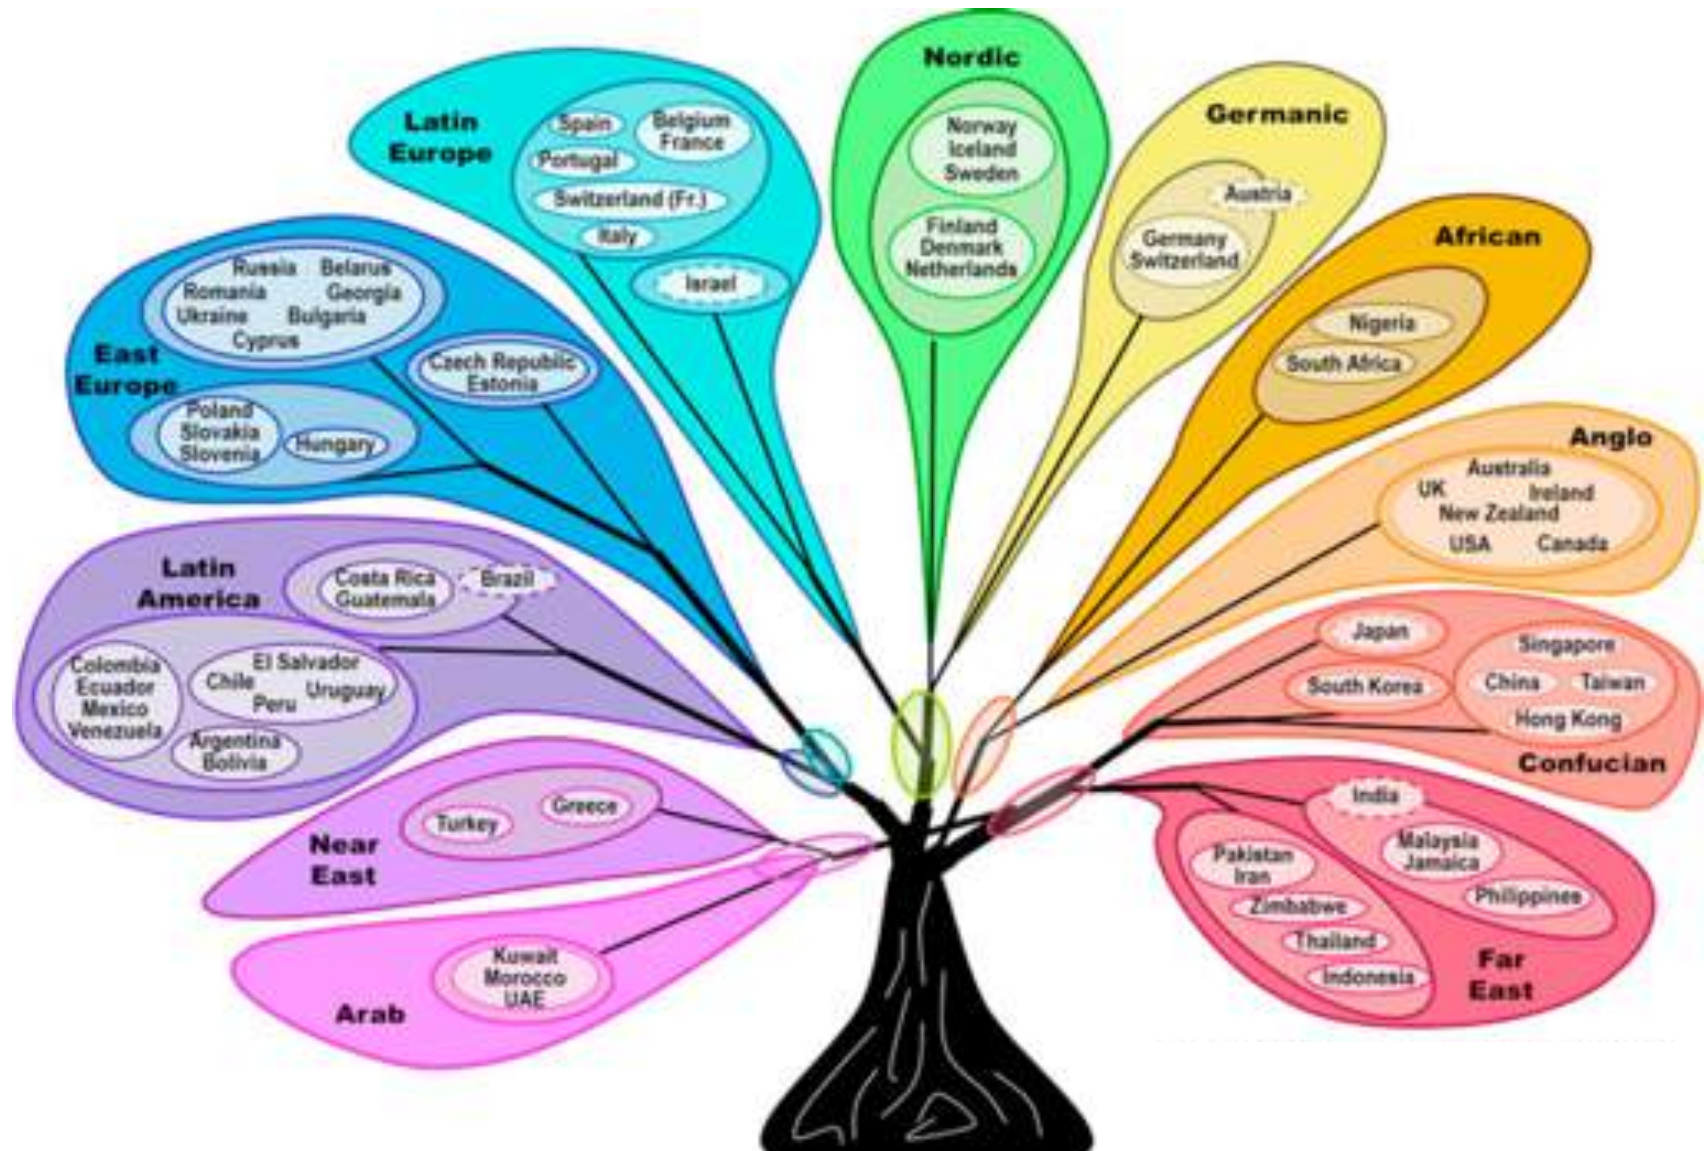 Nordic
Norway
Iceland
Sweden
Finland
Denmark
Netherlands
Latin
Europe
Spain
Belgium
France
Portugal
Switzerland (Fr.)
Italy
Israel
Germanic
Austria
Germany
Switzerland
African
Nigeria
South Africa
East
Europe
Russia Belarus
Romania Georgia
Ukraine Bulgaria
Cyprus
Czech Republic
Estonia
Poland
Slovakia
Slovenia
Hungary
Anglo
Australia
UK Ireland
New Zealand
USA Canada
Latin
America
Costa Rica
Guatemala
Brazil
Colombia
Ecuador
Mexico
Venezuela
El Salvador
Chile
Uruguay
Peru
Argentina
Bolivia
Japan
South Korea
Singapore
China Taiwan
Hong Kong
Confucian
Near
East
Turkey
Greece
Arab
Kuwait
Morocco
UAE
India
Malaysia
Jamaica
Philippinee
Pakistan
Iran
Zimbabwe
Thailand
Indonesia
Far
East